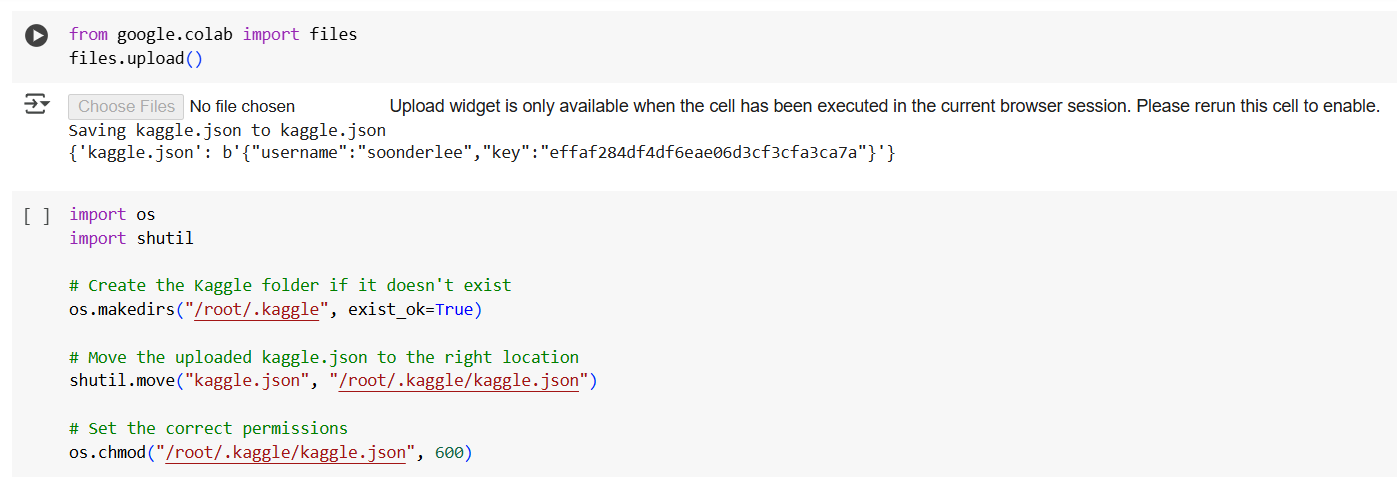 from google.colab import files
files.upload()
Choose Files No file chosen Upload widget is only available when the cell has been executed in the current browser session. Please rerun this cell to enable.
Saving kaggle.json to kaggle.json
{'kaggle.json': b'{"username":"soonderlee","key":"effaf284df4df6eae06d3cf3cfa3ca7a"}'}
[ ] import os
import shutil
# Create the Kaggle folder if it doesn't exist
os.makedirs("/root/.kaggle", exist_ok=True)
# Move the uploaded kaggle.json to the right location
shutil.move("kaggle.json", "/root/.kaggle/kaggle.json")
# Set the correct permissions
os.chmod("/root/.kaggle/kaggle.json", 600)